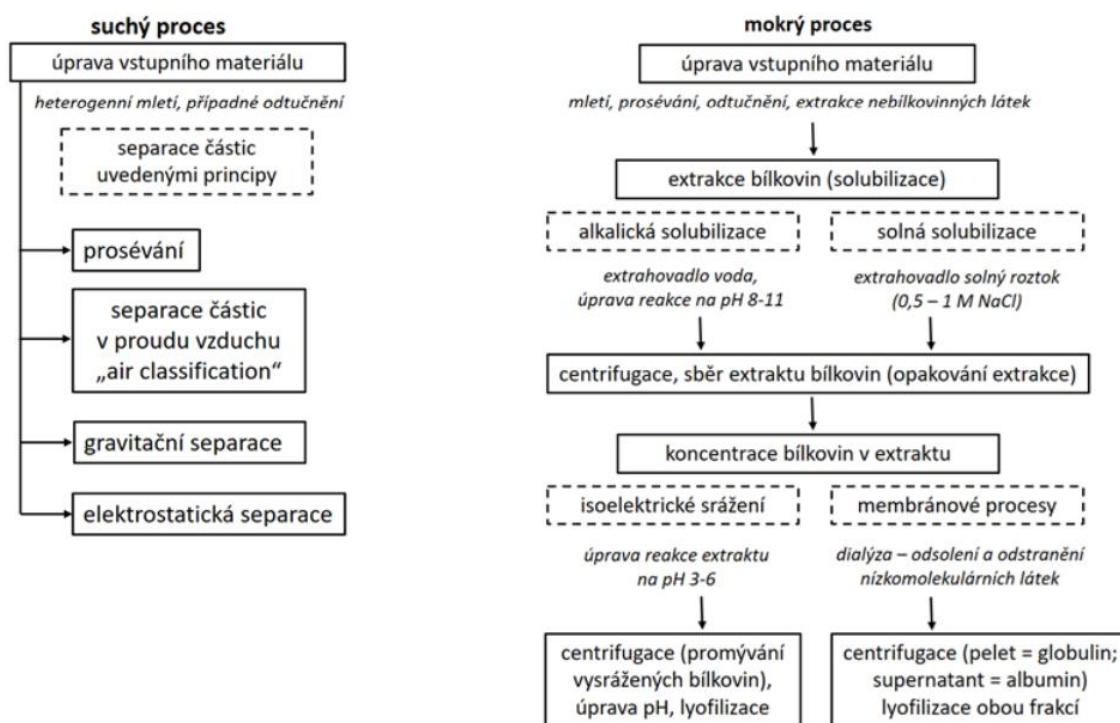 suchý proces
úprava vstupního materiálu
heterogenní mletí, případné odtučnění
separace částic
uvedenými principy
prosévání
separace částic
v proudu vzduchu
„air classification“
gravitační separace
elektrostatická separace
mokrý proces
úprava vstupního materiálu
mletí, prosévání, odtučnění, extrakce nebílkovinných látek
extrakce bílkovin (solubilizace)
alkalická solubilizace
extrahovadlo voda,
úprava reakce na pH 8-11
solná solubilizace
extrahovadlo solný roztok
(0,5 – 1 M NaCl)
centrifugace, sběr extraktu bílkovin (opakování extrakce)
koncentrace bílkovin v extraktu
isoelektrické srážení
úprava reakce extraktu
na pH 3-6
centrifugace (promývání
vysrážených bílkovin),
úprava pH, lyofilizace
membránové procesy
dialýza – odsolení a odstranění
nízkomolekulárních látek
centrifugace (pelet = globulin;
supernatant = albumin)
lyofilizace obou frakcí